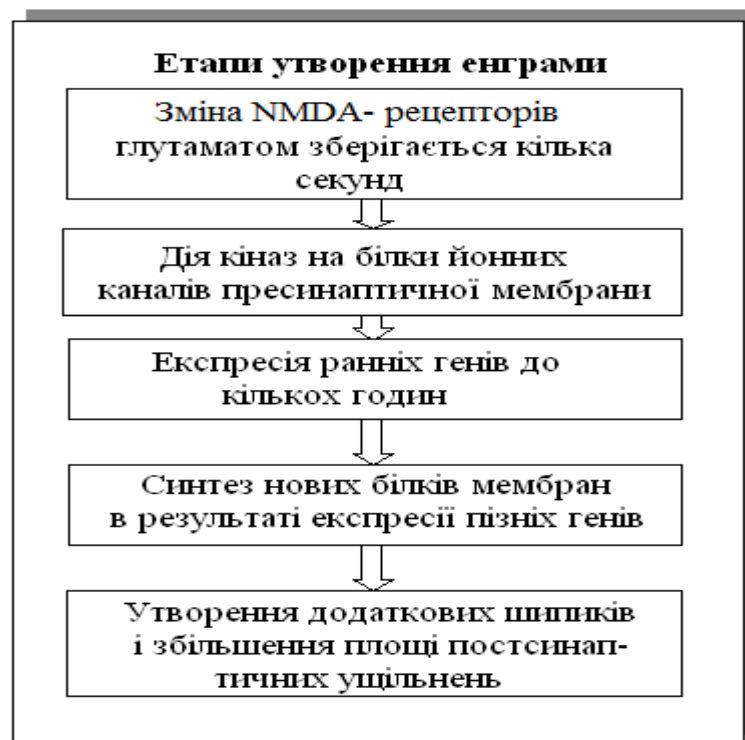 Етапи утворення енграми
Зміна NMDA- рецепторів
глутаматом зберігається кілька
секунд
Дія кіназ на білки йонних
каналів пресинаптичної мембрани
Експресія ранніх генів до
кількох годин
Синтез нових білків мембран
в результаті експресії пізніх генів
Утворення додаткових шипиків
і збільшення площі постсинап-
тичних ущільнень